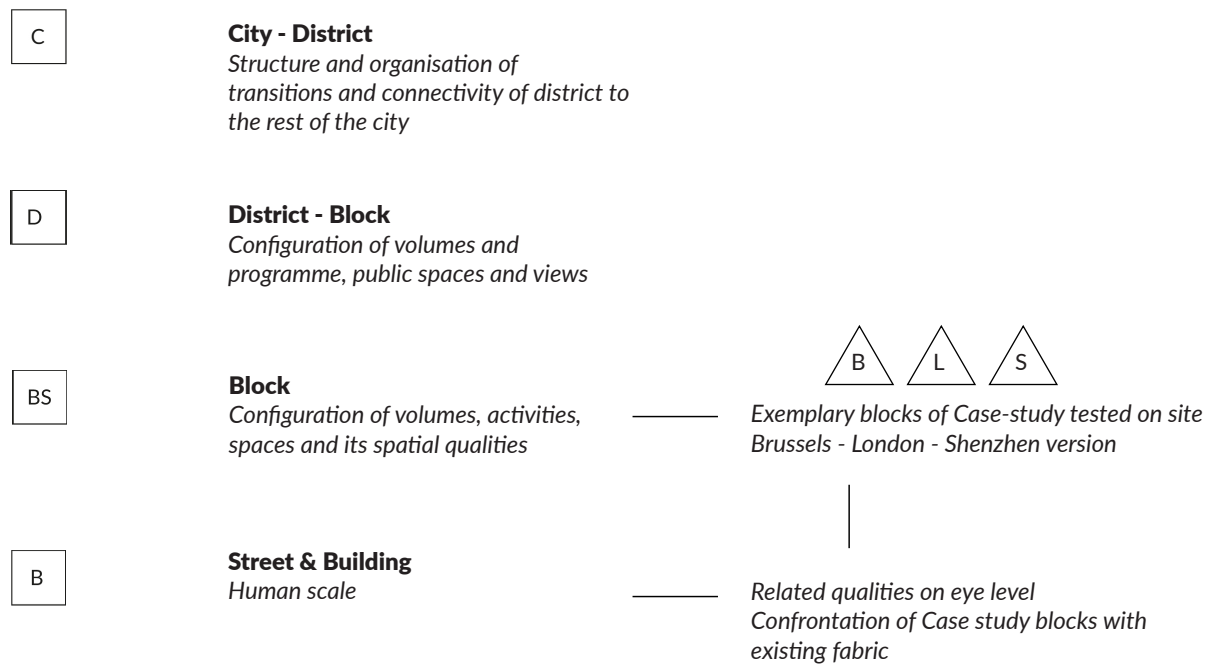 C
City - District
Structure and organisation of
transitions and connectivity of district to
the rest of the city
D
District - Block
Configuration of volumes and
programme, public spaces and views
BS
Block
Configuration of volumes, activities,
spaces and its spatial qualities
B L S
Exemplary blocks of Case-study tested on site
Brussels - London - Shenzhen version
B
Street & Building
Human scale
Related qualities on eye level
Confrontation of Case study blocks with
existing fabric